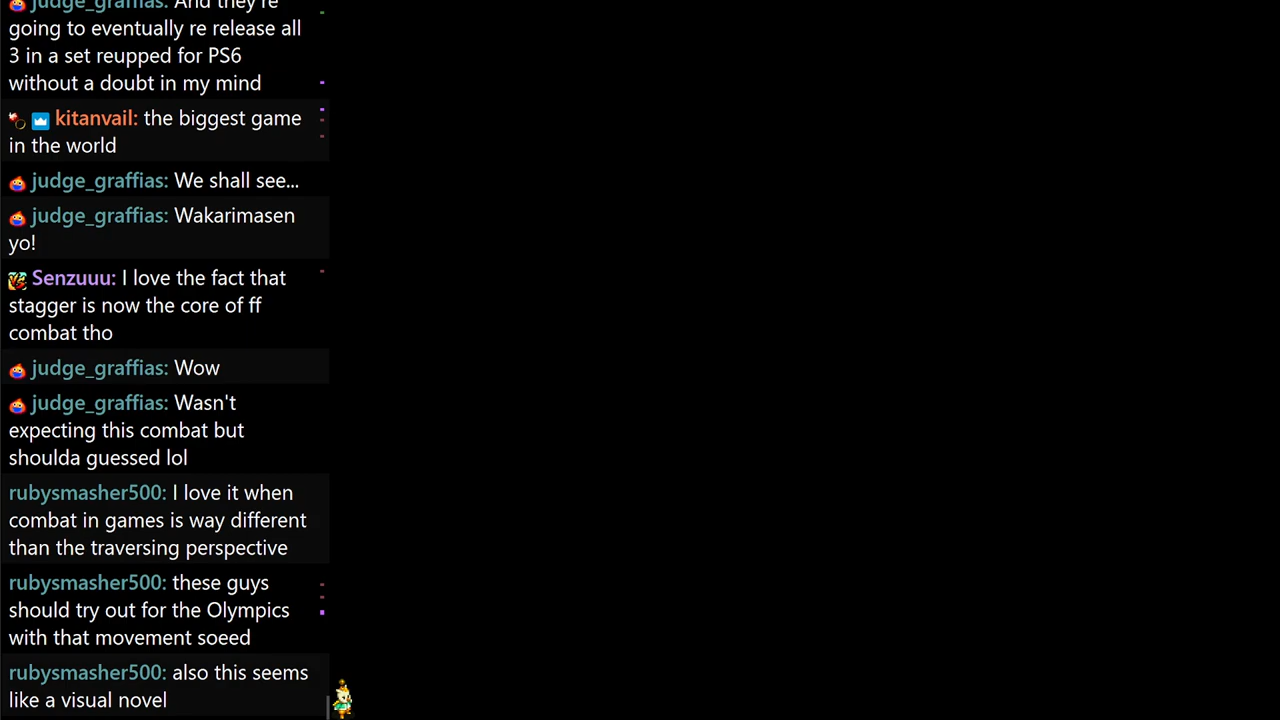 judge_graffias: And they're
going to eventually re release all
3 in a set reupped for PS6
without a doubt in my mind
kitanvail: the biggest game
in the world
judge_graffias: We shall see...
judge_graffias: Wakarimasen
yo!
Senzuuu: I love the fact that
stagger is now the core of ff
combat tho
judge_graffias: Wow
judge_graffias: Wasn't
expecting this combat but
shoulda guessed lol
rubysmasher500: I love it when
combat in games is way different
than the traversing perspective
rubysmasher500: these guys
should try out for the Olympics
with that movement soeed
rubysmasher500: also this seems
like a visual novel